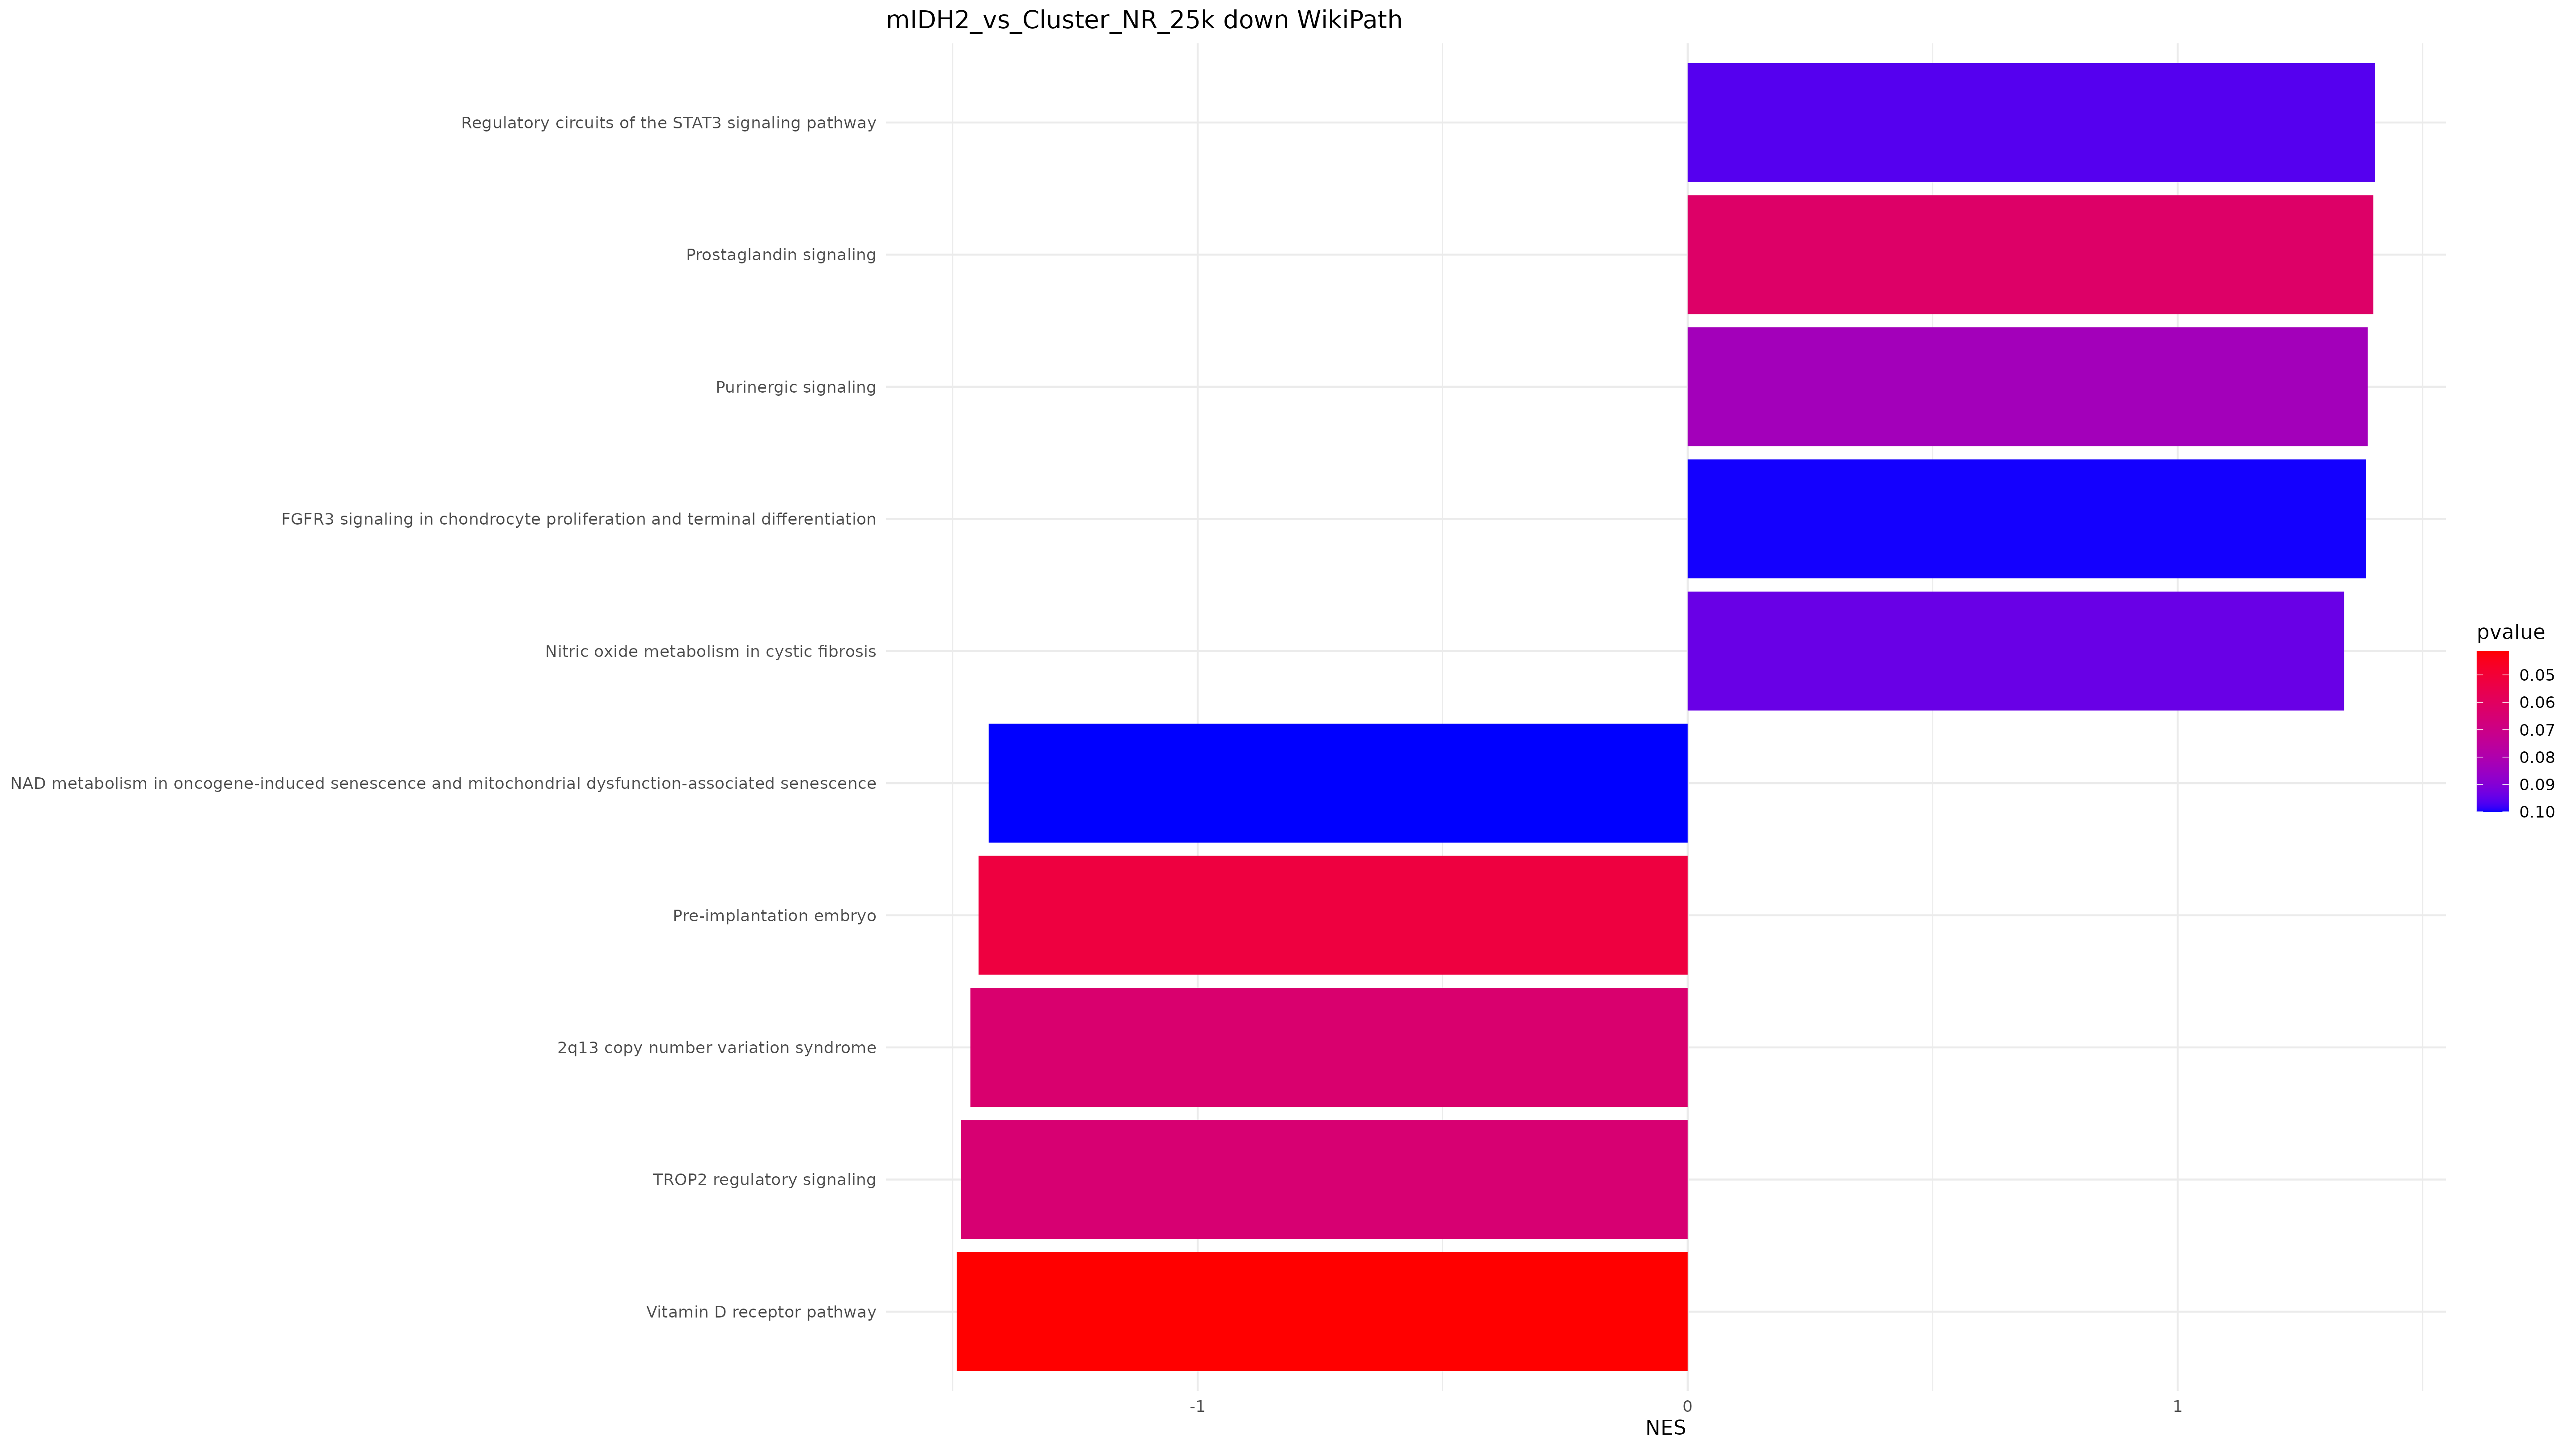 mIDH2_vs_Cluster_NR_25k down WikiPath
Regulatory circuits of the STAT3 signaling pathway
Prostaglandin signaling
Purinergic signaling
FGFR3 signaling in chondrocyte proliferation and terminal differentiation
Nitric oxide metabolism in cystic fibrosis
NAD metabolism in oncogene-induced senescence and mitochondrial dysfunction-associated senescence
Pre-implantation embryo
2q13 copy number variation syndrome
TROP2 regulatory signaling
Vitamin D receptor pathway
-1
0
1
NES
pvalue
0.05
0.06
0.07
0.08
0.09
0.10